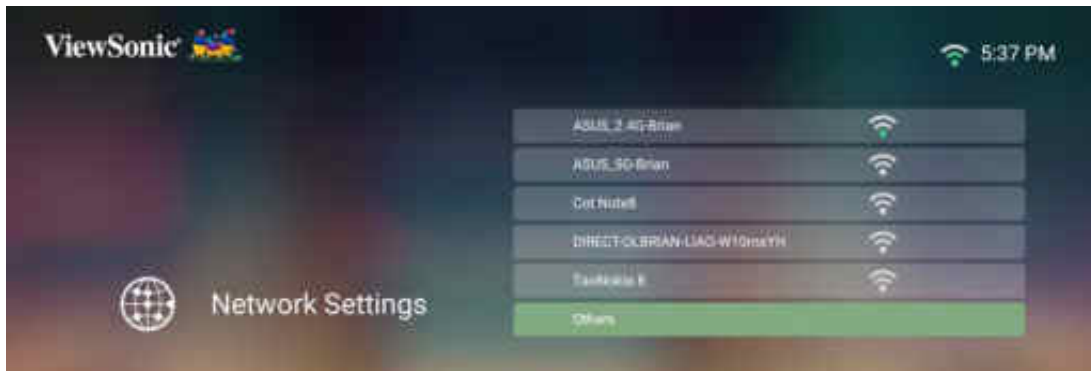 ViewSonic
5:37 PM
ASUS_2.4G-Brian
ASUS_5G-Brian
Cot Note8
Network Settings
Others